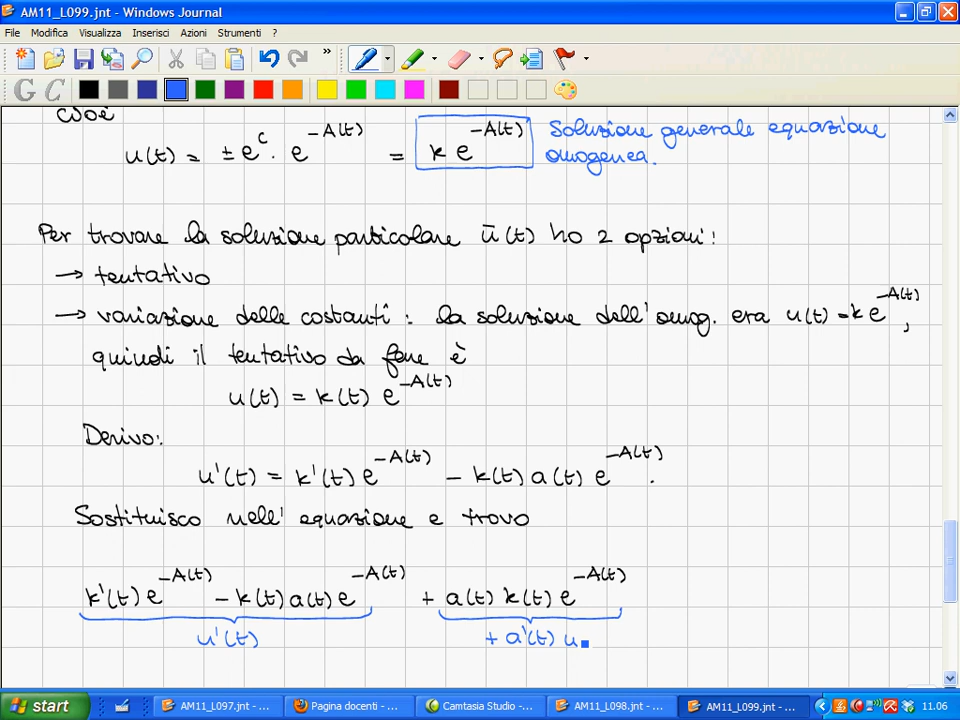 AM11_L099.jnt - Windows Journal
File Modifica Visualizza Inserisci Azioni Strumenti ?
»
G C
cioè
u(t) = ± e^C · e^{-A(t)} = k e^{-A(t)} Soluzione generale equazione
omogenea.
Per trovare la soluzione particolare ū(t) ho 2 opzioni:
→ tentativo
→ variazione delle costanti : la soluzione dell'omog. era u(t) = k e^{-A(t)},
quindi il tentativo da fare è
u(t) = k(t) e^{-A(t)}
Derivo:
u'(t) = k'(t) e^{-A(t)} - k(t) a(t) e^{-A(t)} .
Sostituisco nell' equazione e trovo
k'(t) e^{-A(t)} - k(t) a(t) e^{-A(t)} + a(t) k(t) e^{-A(t)}
u'(t) + a'(t) u
start AM11_L097.jnt - ... Pagina docenti - ... Camtasia Studio -... AM11_L098.jnt - ... AM11_L099.jnt - ... 11.06